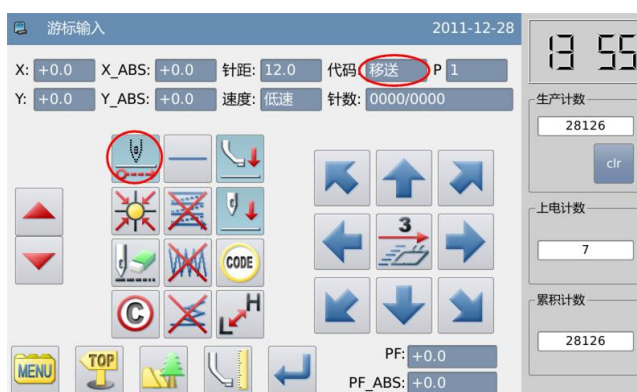 游标输入 2011-12-28
13 55
X: +0.0 X_ABS: +0.0 针距: 12.0 代码: 移送 P 1
Y: +0.0 Y_ABS: +0.0 速度: 低速 针数: 0000/0000
生产计数
28126
clr
上电计数
3
7
CODE
累积计数
C
H
L
28126
MENU
TOP
PF: +0.0
PF_ABS: +0.0